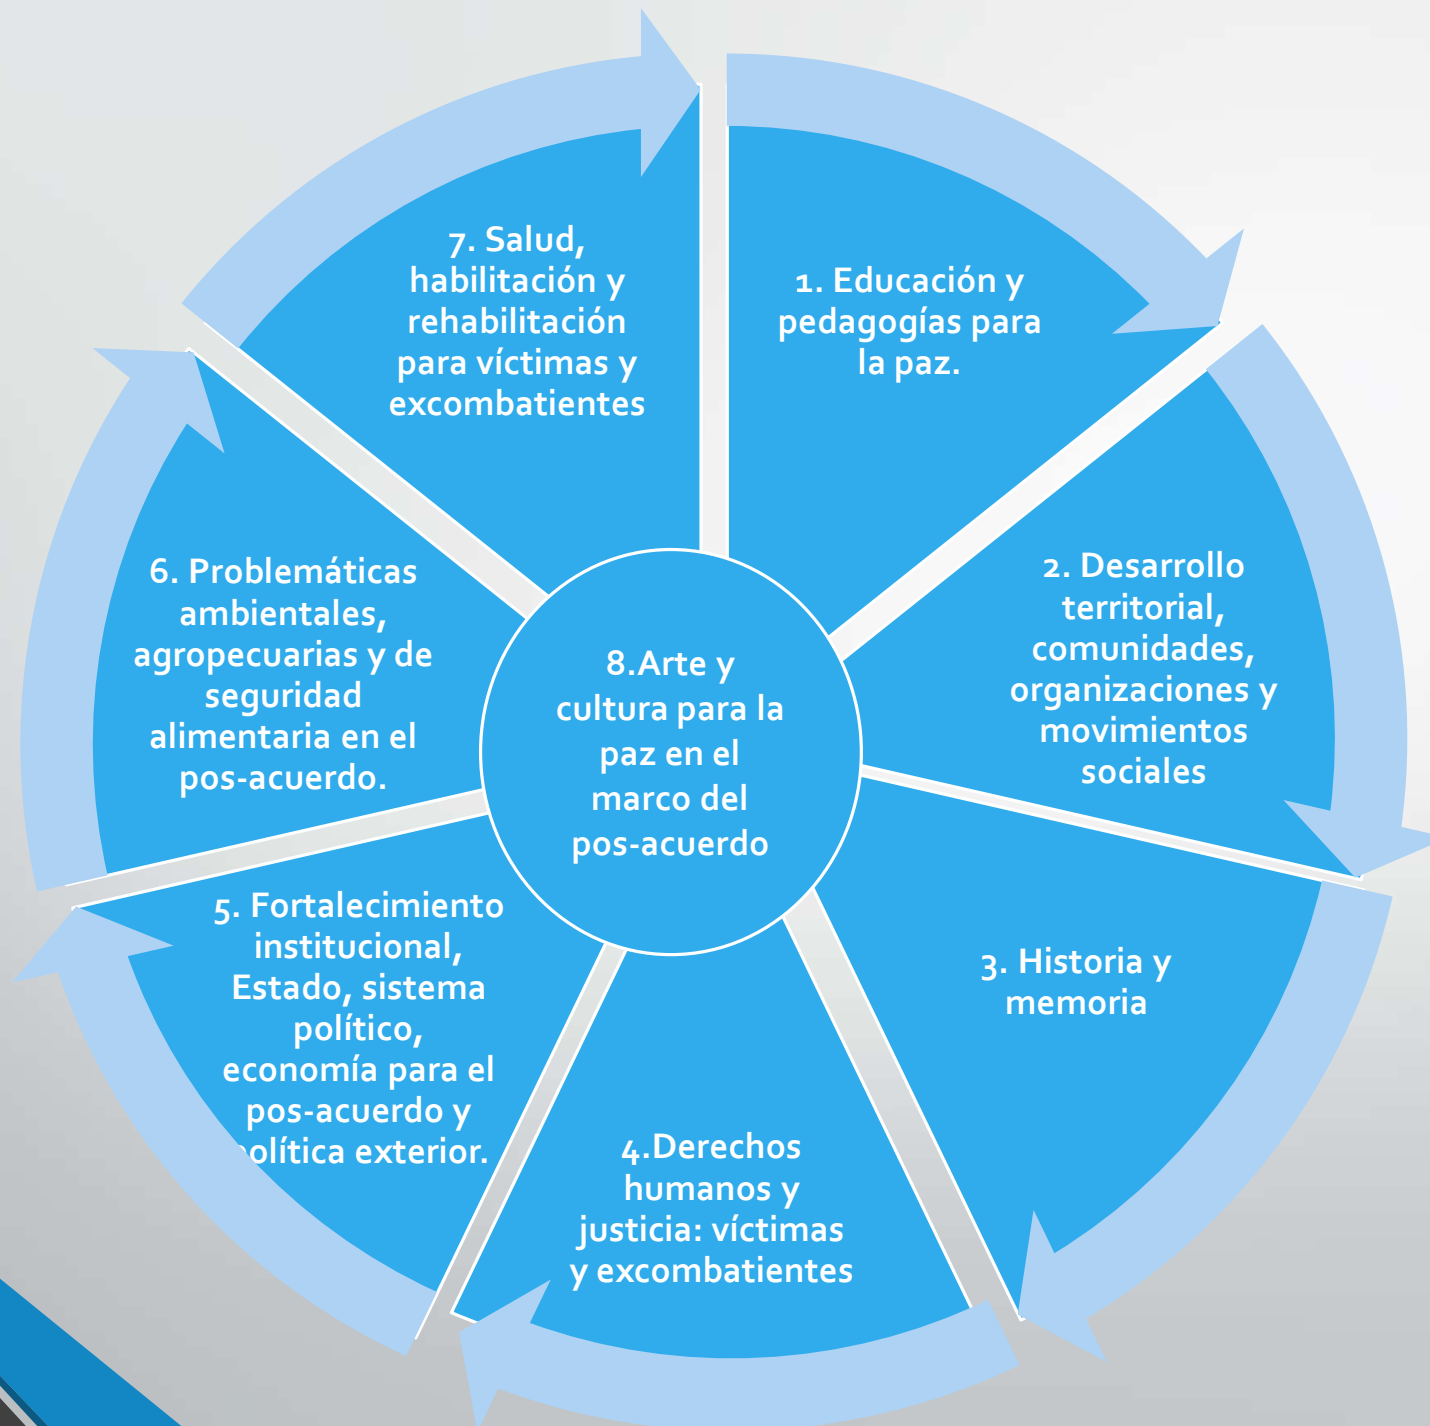 7. Salud,
habilitación y
rehabilitación
para víctimas y
excombatientes
1. Educación y
pedagogías para
la paz.
2. Desarrollo
territorial,
comunidades,
organizaciones y
movimientos
sociales
3. Historia y
memoria
4.Derechos
humanos y
justicia: víctimas
y excombatientes
5. Fortalecimiento
institucional,
Estado, sistema
político,
economía para el
pos-acuerdo y
política exterior.
6. Problemáticas
ambientales,
agropecuarias y de
seguridad
alimentaria en el
pos-acuerdo.
8.Arte y
cultura para la
paz en el
marco del
pos-acuerdo